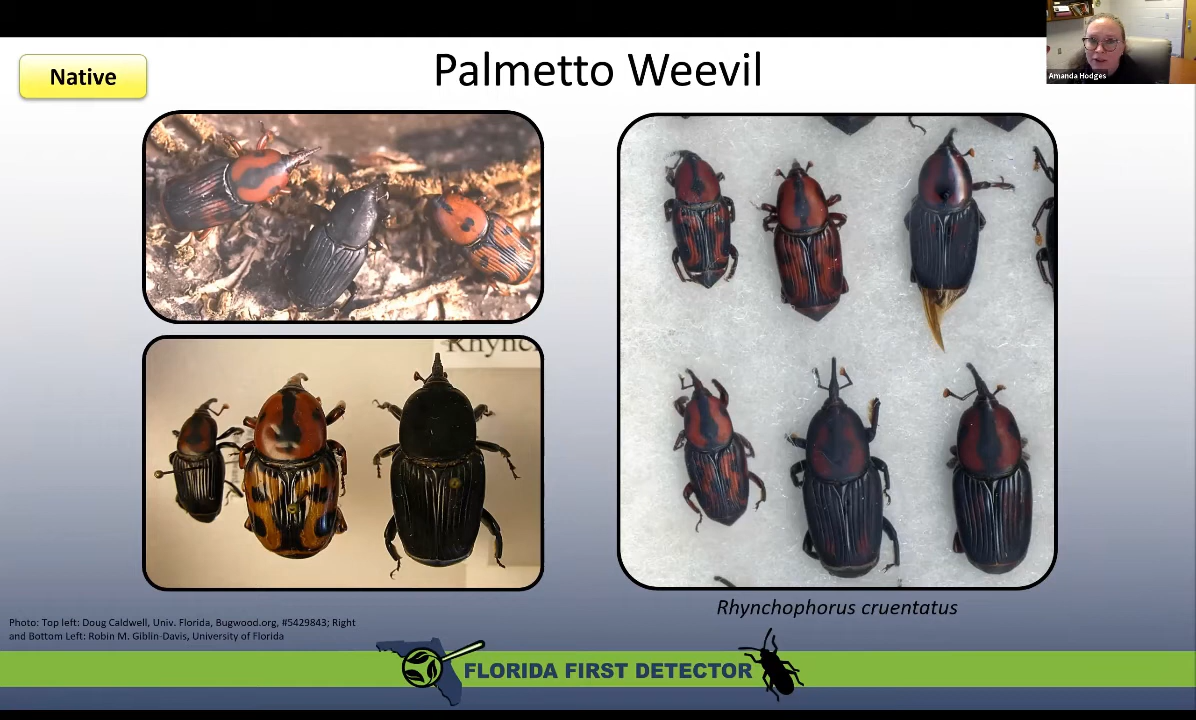 Native
Palmetto Weevil
Amanda Hodges
Rhynchophorus cruentatus
Photo: Top left: Doug Caldwell, Univ. Florida, Bugwood.org, #5429843; Right
and Bottom Left: Robin M. Giblin-Davis, University of Florida
FLORIDA FIRST DETECTOR